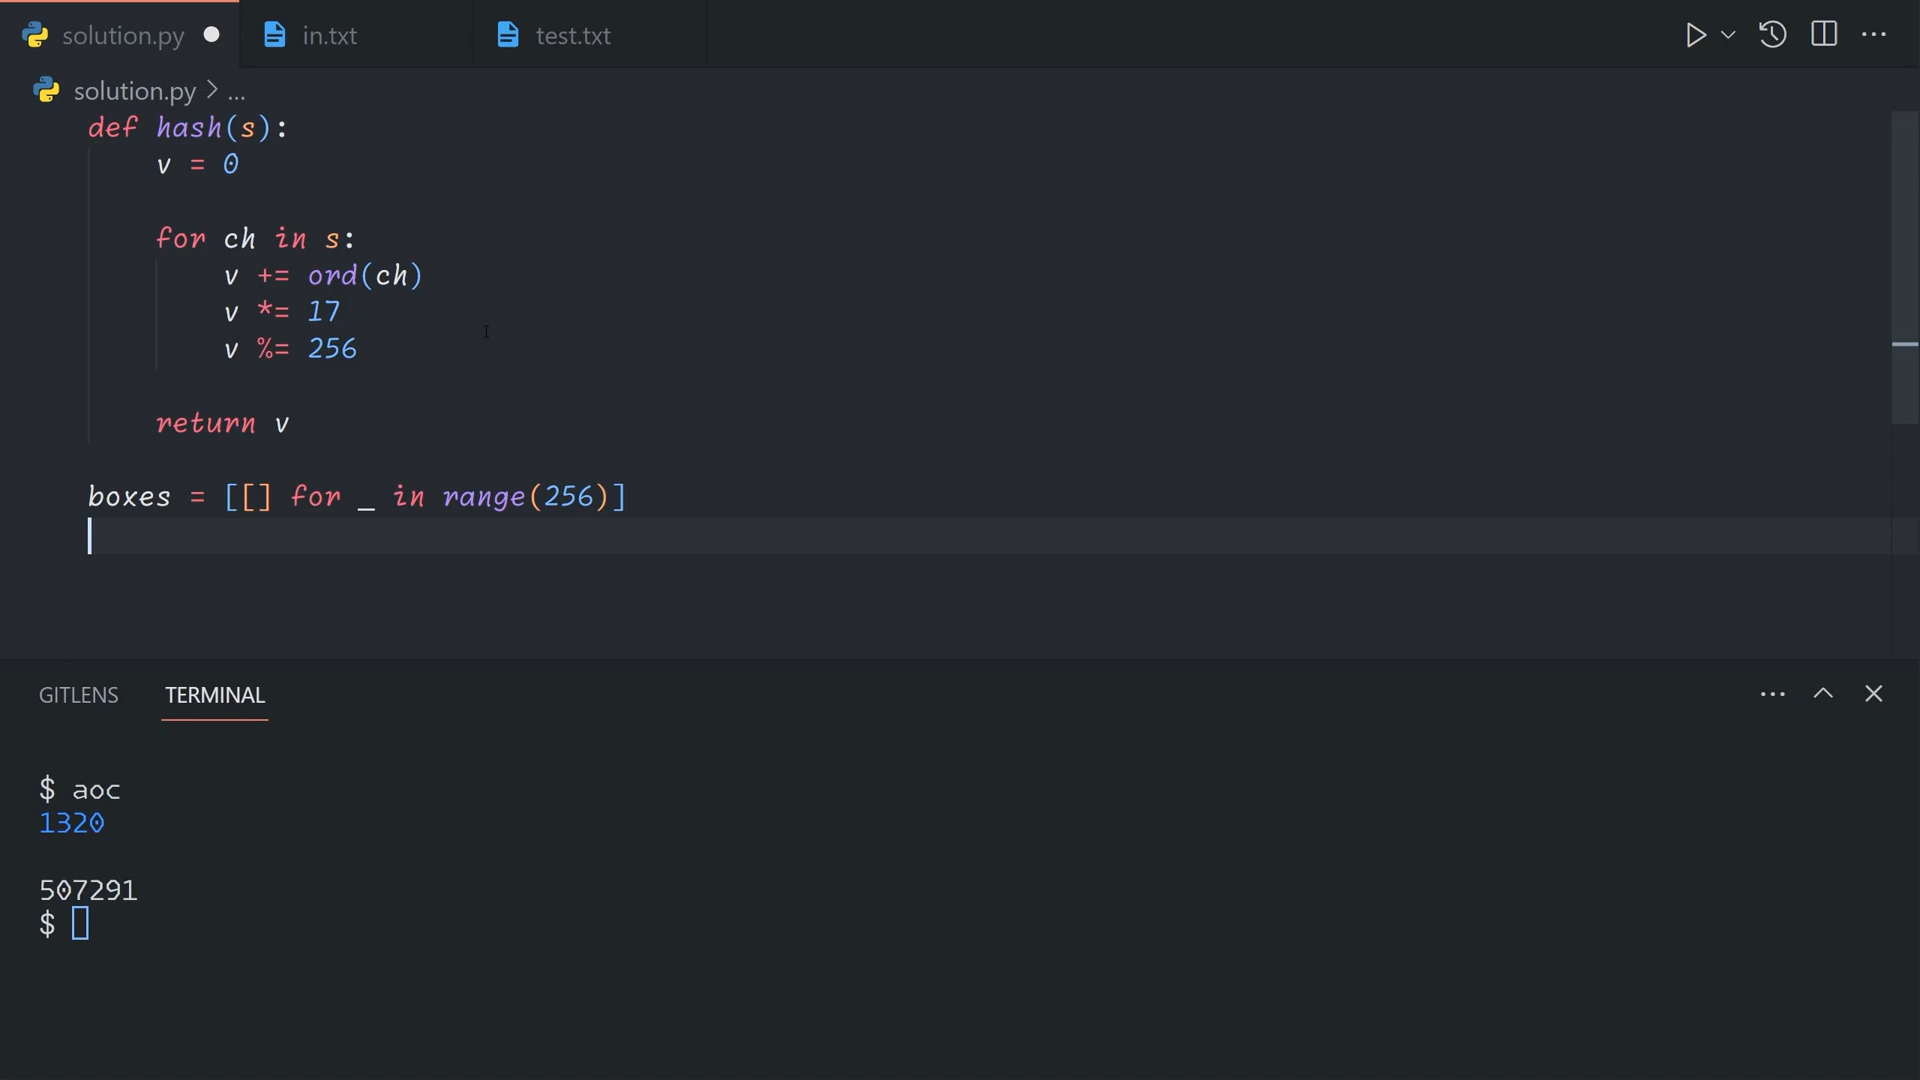 solution.py in.txt test.txt
solution.py > ...
def hash(s):
v = 0
for ch in s:
v += ord(ch)
v *= 17
v %= 256
return v
boxes = [[] for _ in range(256)]
GITLENS TERMINAL
$ aoc
1320
507291
$